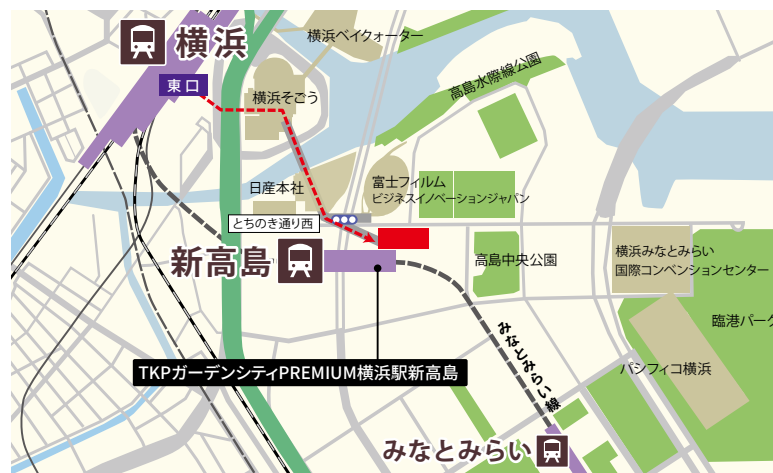 横浜
横浜ベイクォーター
東口
横浜そごう
高島水際線公園
日産本社
富士フィルム
ビジネスイノベーションジャパン
とちのき通り西
新高島
高島中央公園
横浜みなとみらい
国際コンベンションセンター
臨港パーク
TKPガーデンシティPREMIUM横浜駅新高島
みなとみらい線
パシフィコ横浜
みなとみらい